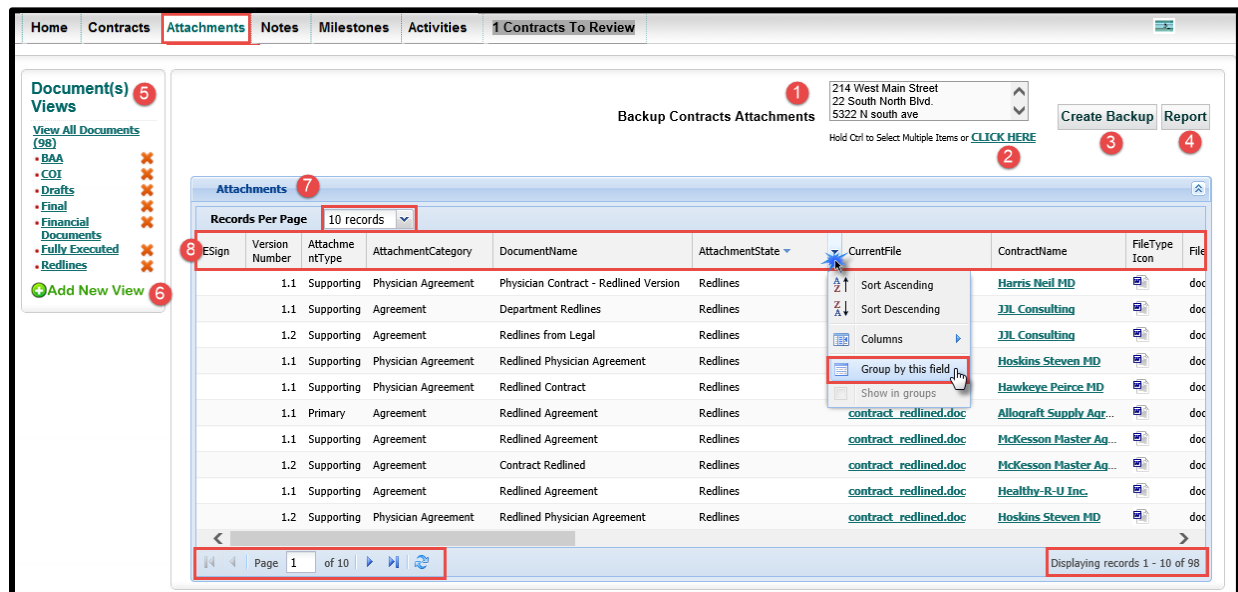 Home Contracts Attachments Notes Milestones Activities 1 Contracts To Review
Document(s) 5
Views
View All Documents
(98)
BAA
COI
Drafts
Final
Financial
Documents
Fully Executed
Redlines
Add New View 6
1
Backup Contracts Attachments
214 West Main Street
22 South North Blvd.
5322 N south ave
Hold Ctrl to Select Multiple Items or CLICK HERE
2
Create Backup Report
3 4
Attachments 7
Records Per Page 10 records
8
ESign Version Number Attachme ntType AttachmentCategory DocumentName AttachmentState CurrentFile ContractName FileType Icon File
1.1 Supporting Physician Agreement Physician Contract - Redlined Version Redlines Harris Neil MD doc
1.1 Supporting Agreement Department Redlines Redlines JJL Consulting doc
1.2 Supporting Agreement Redlines from Legal Redlines JJL Consulting doc
1.1 Supporting Physician Agreement Redlined Physician Agreement Redlines Hoskins Steven MD doc
1.1 Supporting Physician Agreement Redlined Contract Redlines Hawkeye Peirce MD doc
1.1 Primary Agreement Redlined Agreement Redlines contract_redlined.doc Allograft Supply Agr... doc
1.1 Supporting Agreement Redlined Agreement Redlines contract_redlined.doc McKesson Master Ag... doc
1.2 Supporting Agreement Contract Redlined Redlines contract_redlined.doc McKesson Master Ag... doc
1.1 Supporting Agreement Redlined Agreement Redlines contract_redlined.doc Healthy-R-U Inc. doc
1.2 Supporting Physician Agreement Redlined Physician Agreement Redlines contract_redlined.doc Hoskins Steven MD doc
A Z Sort Ascending
Z A Sort Descending
Columns
Group by this field
Show in groups
Page 1 of 10
Displaying records 1 - 10 of 98